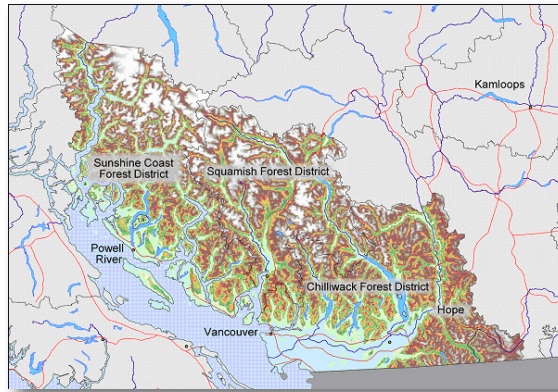 Kamloops
Sunshine Coast
Forest District
Squamish Forest District
Powell
River
Chilliwack Forest District
Hope
Vancouver